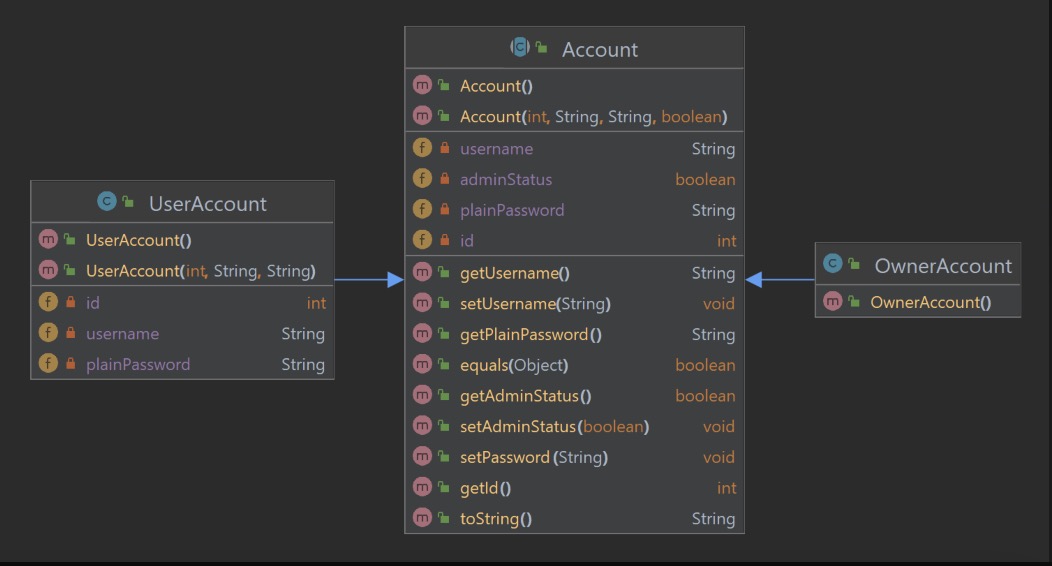 UserAccount
UserAccount()
UserAccount(int, String, String)
id int
username String
plainPassword String
Account
Account()
Account(int, String, String, boolean)
username String
adminStatus boolean
plainPassword String
id int
getUsername() String
setUsername(String) void
getPlainPassword() String
equals(Object) boolean
getAdminStatus() boolean
setAdminStatus(boolean) void
setPassword(String) void
getId() int
toString() String
OwnerAccount
OwnerAccount()